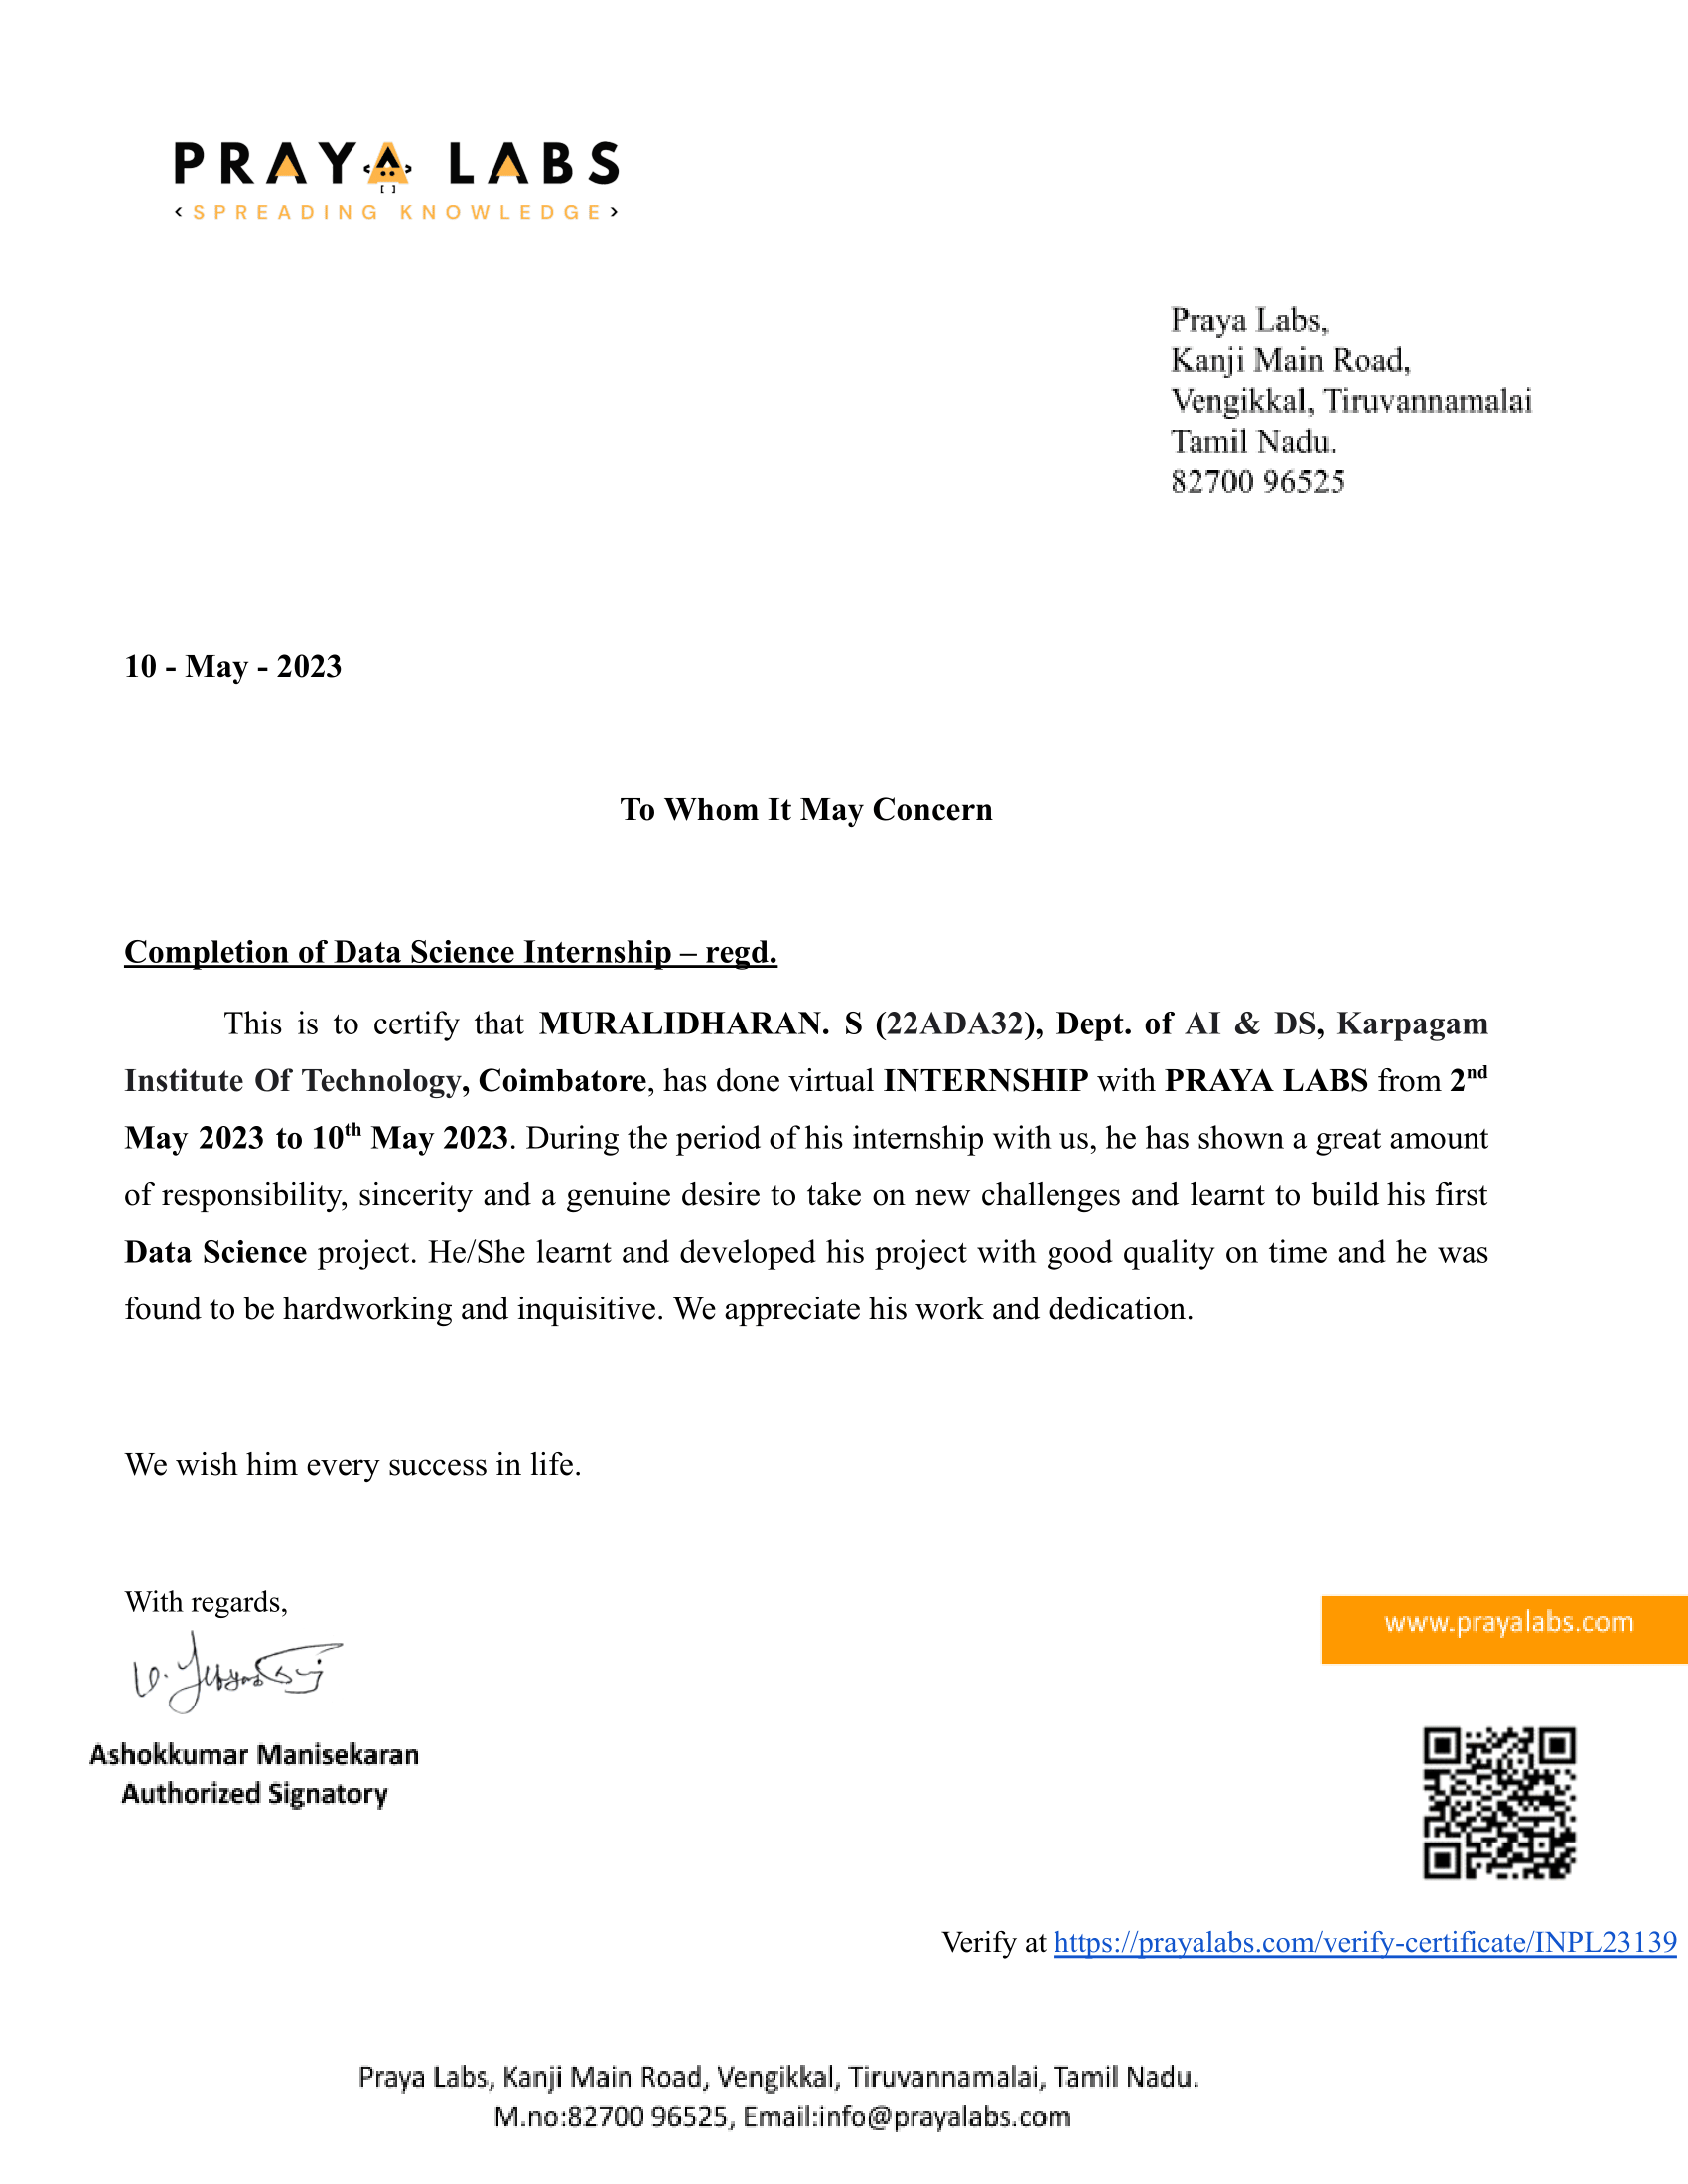 PRAYA LABS
<SPREADING KNOWLEDGE>
Praya Labs,
Kanji Main Road,
Vengikkal, Tiruvannamalai
Tamil Nadu.
82700 96525
10 - May - 2023
To Whom It May Concern
Completion of Data Science Internship – regd.
This is to certify that MURALIDHARAN. S (22ADA32), Dept. of AI & DS, Karpagam
Institute Of Technology, Coimbatore, has done virtual INTERNSHIP with PRAYA LABS from 2nd
May 2023 to 10th May 2023. During the period of his internship with us, he has shown a great amount
of responsibility, sincerity and a genuine desire to take on new challenges and learnt to build his first
Data Science project. He/She learnt and developed his project with good quality on time and he was
found to be hardworking and inquisitive. We appreciate his work and dedication.
We wish him every success in life.
With regards,
www.prayalabs.com
Ashokkumar Manisekaran
Authorized Signatory
Verify at https://prayalabs.com/verify-certificate/INPL23139
Praya Labs, Kanji Main Road, Vengikkal, Tiruvannamalai, Tamil Nadu.
M.no:82700 96525, Email:info@prayalabs.com